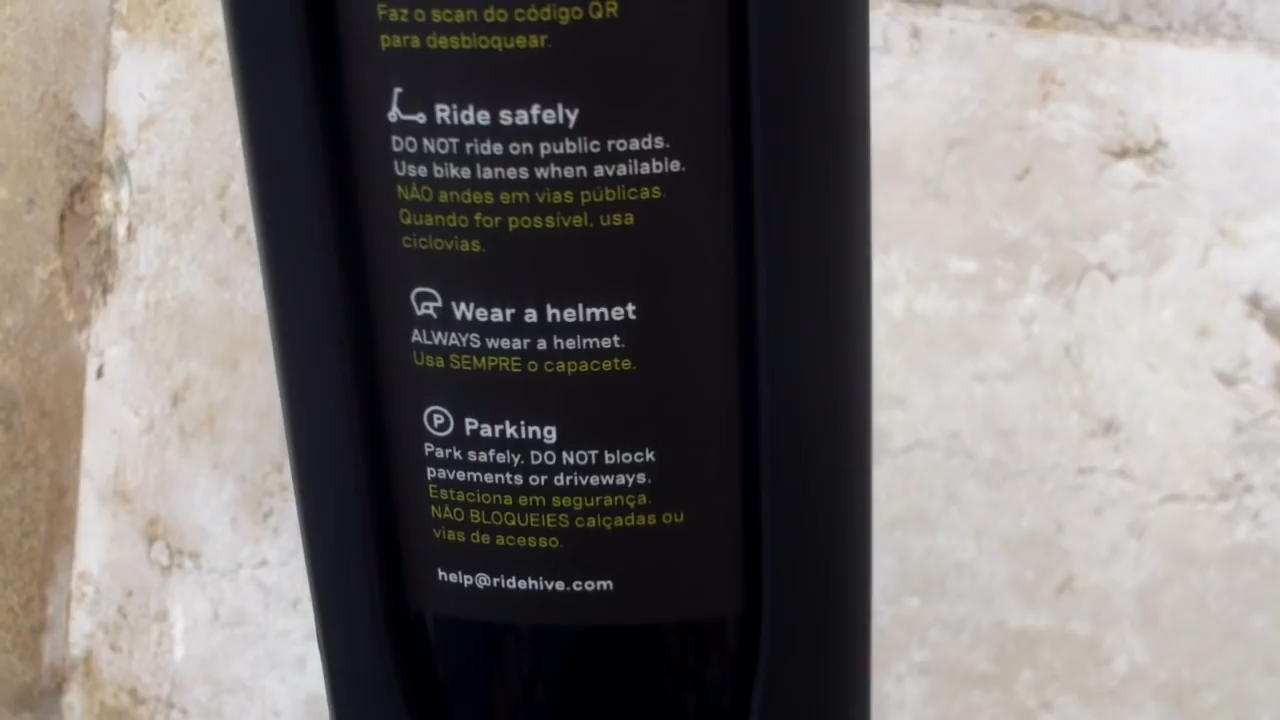 Faz o scan do código QR
para desbloquear.
Ride safely
DO NOT ride on public roads.
Use bike lanes when available.
NÃO andes em vias públicas.
Quando for possível, usa
ciclovias.
Wear a helmet
ALWAYS wear a helmet.
Usa SEMPRE o capacete.
P Parking
Park safely. DO NOT block
pavements or driveways.
Estaciona em segurança.
NÃO BLOQUEIES calçadas ou
vias de acesso.
help@ridehive.com